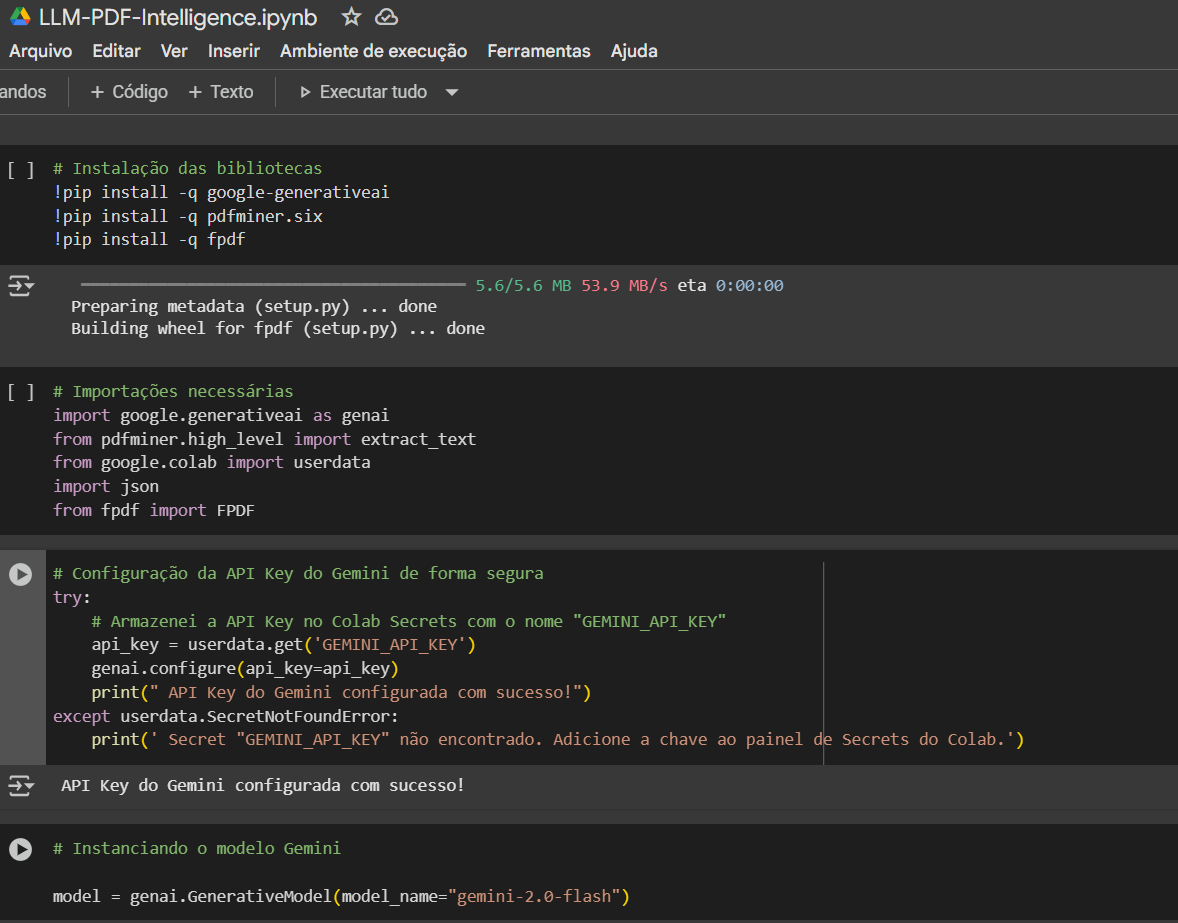 LLM-PDF-Intelligence.ipynb
Arquivo Editar Ver Inserir Ambiente de execução Ferramentas Ajuda
andos + Código + Texto Executar tudo
[ ] # Instalação das bibliotecas
!pip install -q google-generativeai
!pip install -q pdfminer.six
!pip install -q fpdf
5.6/5.6 MB 53.9 MB/s eta 0:00:00
Preparing metadata (setup.py) ... done
Building wheel for fpdf (setup.py) ... done
[ ] # Importações necessárias
import google.generativeai as genai
from pdfminer.high_level import extract_text
from google.colab import userdata
import json
from fpdf import FPDF
# Configuração da API Key do Gemini de forma segura
try:
    # Armazenei a API Key no Colab Secrets com o nome "GEMINI_API_KEY"
    api_key = userdata.get('GEMINI_API_KEY')
    genai.configure(api_key=api_key)
    print(" API Key do Gemini configurada com sucesso!")
except userdata.SecretNotFoundError:
    print(' Secret "GEMINI_API_KEY" não encontrado. Adicione a chave ao painel de Secrets do Colab.')
API Key do Gemini configurada com sucesso!
# Instanciando o modelo Gemini
model = genai.GenerativeModel(model_name="gemini-2.0-flash")